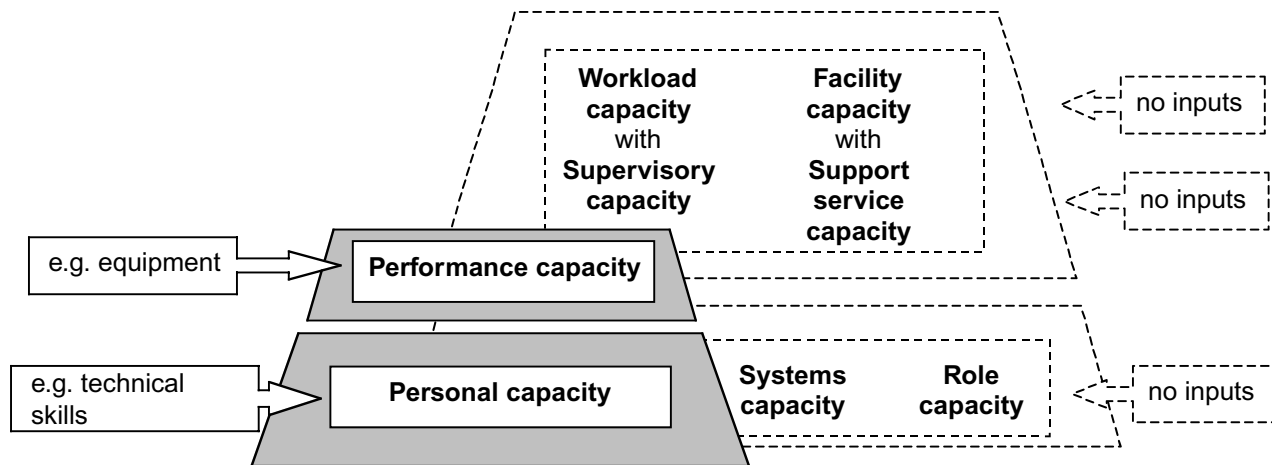 Workload
capacity
with
Supervisory
capacity
Facility
capacity
with
Support
service
capacity
no inputs
no inputs
e.g. equipment
Performance capacity
e.g. technical
skills
Personal capacity
Systems
capacity
Role
capacity
no inputs